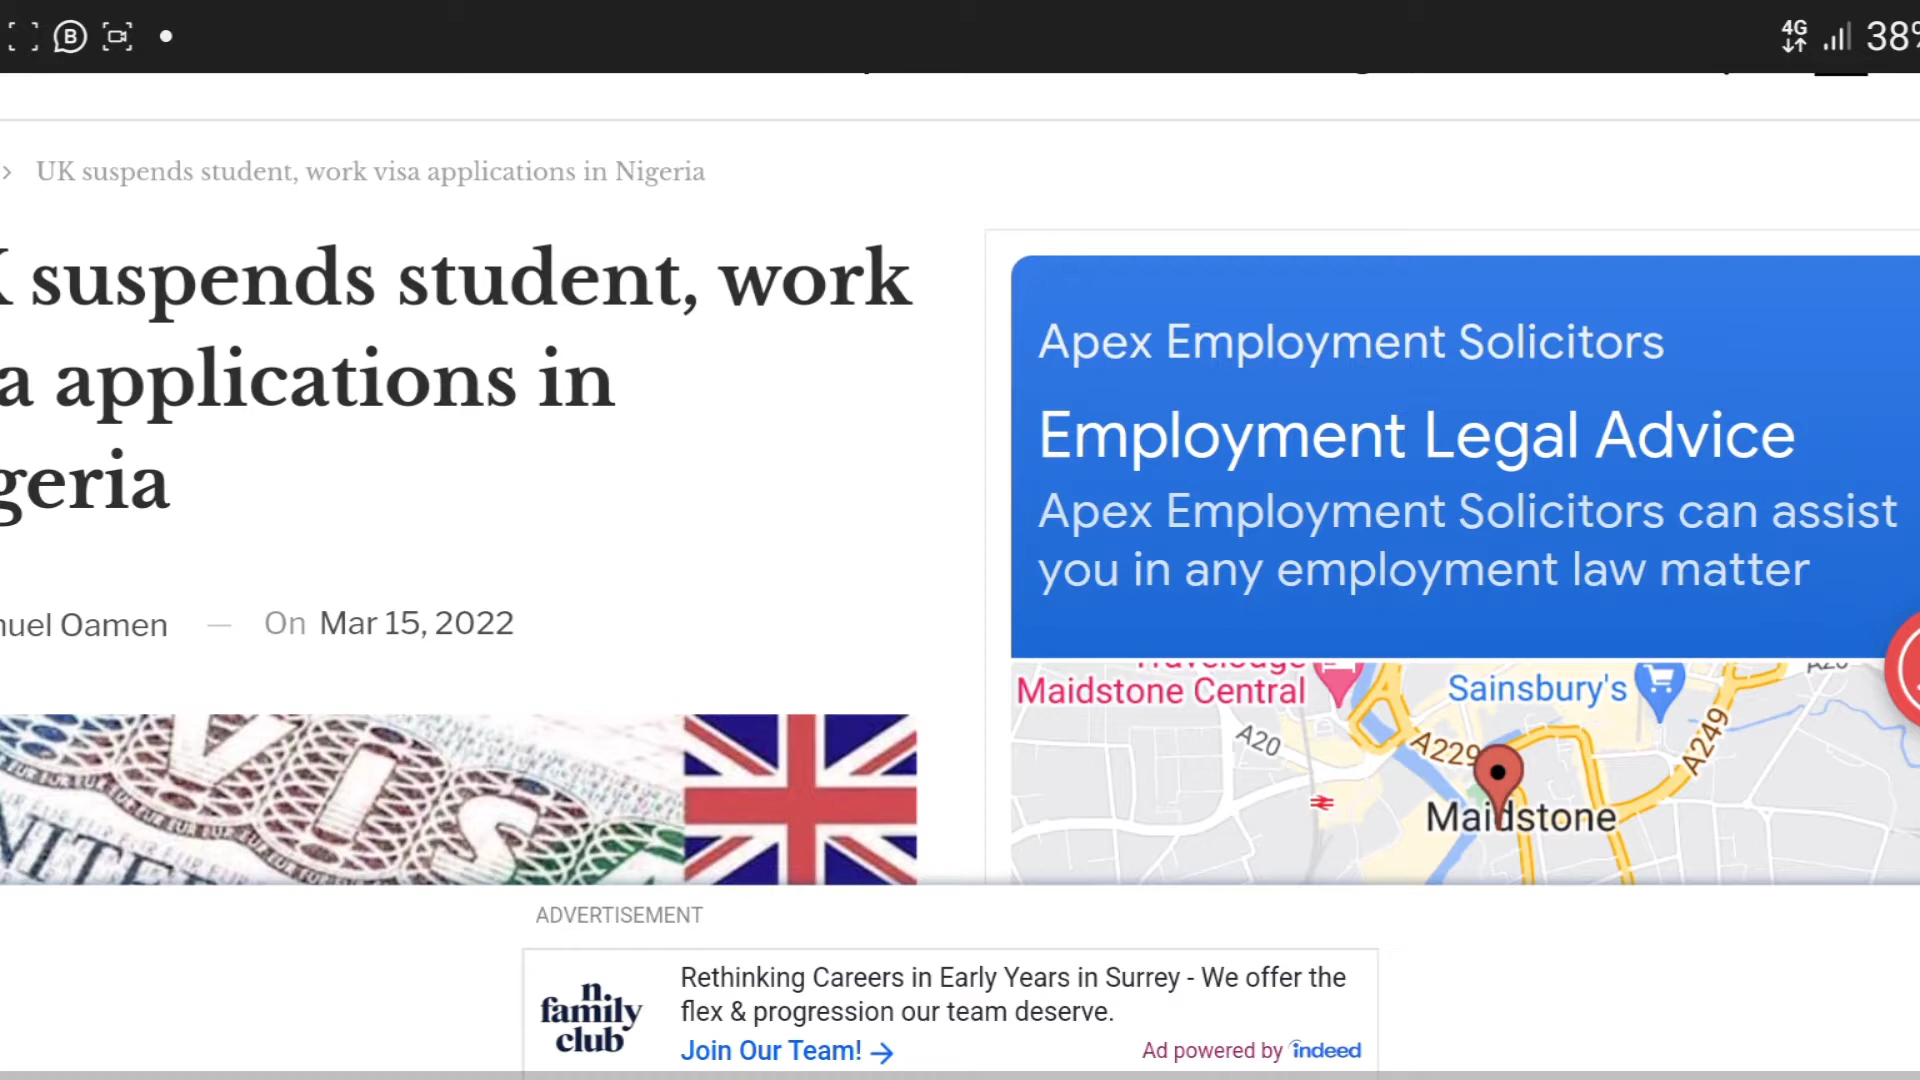 4G 38%
UK suspends student, work visa applications in Nigeria
suspends student, work
a applications in
geria
nuel Oamen — On Mar 15, 2022
VISA
Apex Employment Solicitors
Employment Legal Advice
Apex Employment Solicitors can assist
you in any employment law matter
Travelodge
Maidstone Central
Sainsbury's
A20
A229
A249
Maidstone
ADVERTISEMENT
n.
family
club
Rethinking Careers in Early Years in Surrey - We offer the
flex & progression our team deserve.
Join Our Team! →
Ad powered by indeed